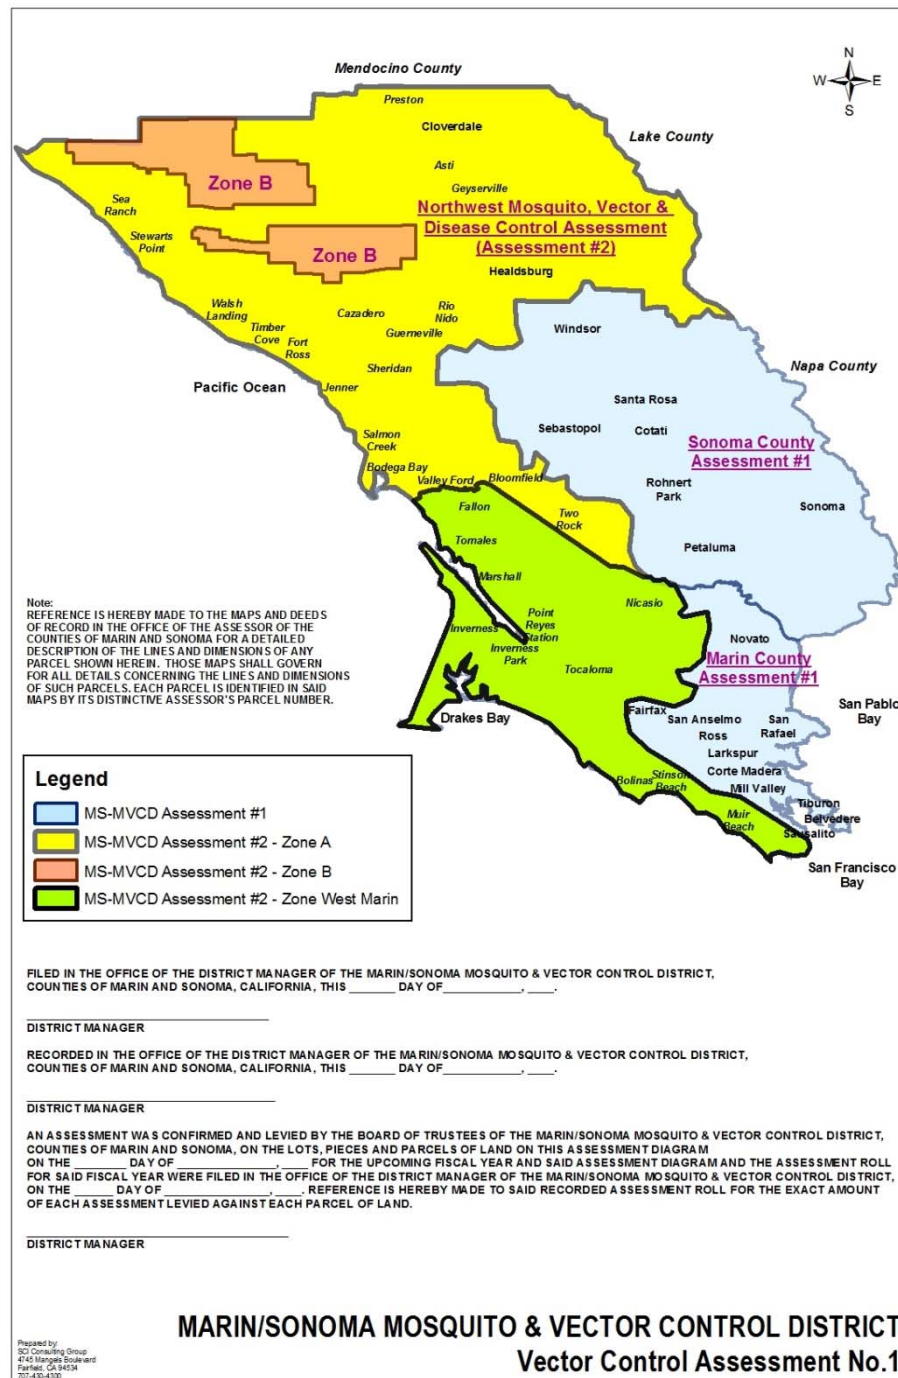 Mendocino County
N
W E
S
Preston
Cloverdale
Lake County
Asti
Zone B
Geyserville
Sea
Ranch
Northwest Mosquito, Vector &
Disease Control Assessment
(Assessment #2)
Stewarts
Point
Zone B
Healdsburg
Walsh
Landing
Cazadero
Rio
Nido
Timber
Cove
Fort
Ross
Guerneville
Windsor
Sheridan
Napa County
Pacific Ocean
Jenner
Santa Rosa
Sebastopol
Cotati
Salmon
Creek
Sonoma County
Assessment #1
Bodega Bay
Valley Ford
Bloomfield
Rohnert
Park
Sonoma
Fallon
Two
Rock
Tomales
Petaluma
Marshall
Nicasio
Point
Reyes
Station
Inverness
Inverness
Park
Novato
Marin County
Assessment #1
Tocaloma
San Pablo
Bay
Drakes Bay
Fairfax
San Anselmo
Ross
San
Rafael
Larkspur
Corte Madera
Mill Valley
Bolinas
Stinson
Beach
Tiburon
Belvedere
Muir
Beach
Sausalito
San Francisco
Bay
Note:
REFERENCE IS HEREBY MADE TO THE MAPS AND DEEDS
OF RECORD IN THE OFFICE OF THE ASSESSOR OF THE
COUNTIES OF MARIN AND SONOMA FOR A DETAILED
DESCRIPTION OF THE LINES AND DIMENSIONS OF ANY
PARCEL SHOWN HEREIN. THOSE MAPS SHALL GOVERN
FOR ALL DETAILS CONCERNING THE LINES AND DIMENSIONS
OF SUCH PARCELS. EACH PARCEL IS IDENTIFIED IN SAID
MAPS BY ITS DISTINCTIVE ASSESSOR'S PARCEL NUMBER.
Legend
MS-MVCD Assessment #1
MS-MVCD Assessment #2 - Zone A
MS-MVCD Assessment #2 - Zone B
MS-MVCD Assessment #2 - Zone West Marin
FILED IN THE OFFICE OF THE DISTRICT MANAGER OF THE MARIN/SONOMA MOSQUITO & VECTOR CONTROL DISTRICT,
COUNTIES OF MARIN AND SONOMA, CALIFORNIA, THIS _______ DAY OF____________, ____.
DISTRICT MANAGER
RECORDED IN THE OFFICE OF THE DISTRICT MANAGER OF THE MARIN/SONOMA MOSQUITO & VECTOR CONTROL DISTRICT,
COUNTIES OF MARIN AND SONOMA, CALIFORNIA, THIS _______ DAY OF____________, ____.
DISTRICT MANAGER
AN ASSESSMENT WAS CONFIRMED AND LEVIED BY THE BOARD OF TRUSTEES OF THE MARIN/SONOMA MOSQUITO & VECTOR CONTROL DISTRICT,
COUNTIES OF MARIN AND SONOMA, ON THE LOTS, PIECES AND PARCELS OF LAND ON THIS ASSESSMENT DIAGRAM
ON THE ________ DAY OF _______________, ____ FOR THE UPCOMING FISCAL YEAR AND SAID ASSESSMENT DIAGRAM AND THE ASSESSMENT ROLL
FOR SAID FISCAL YEAR WERE FILED IN THE OFFICE OF THE DISTRICT MANAGER OF THE MARIN/SONOMA MOSQUITO & VECTOR CONTROL DISTRICT,
ON THE ______ DAY OF ________________, ____. REFERENCE IS HEREBY MADE TO SAID RECORDED ASSESSMENT ROLL FOR THE EXACT AMOUNT
OF EACH ASSESSMENT LEVIED AGAINST EACH PARCEL OF LAND.
DISTRICT MANAGER
MARIN/SONOMA MOSQUITO & VECTOR CONTROL DISTRICT
Vector Control Assessment No.1
Prepared by:
SCI Consulting Group
4745 Mangels Boulevard
Fairfield, CA 94534
707-430-4300